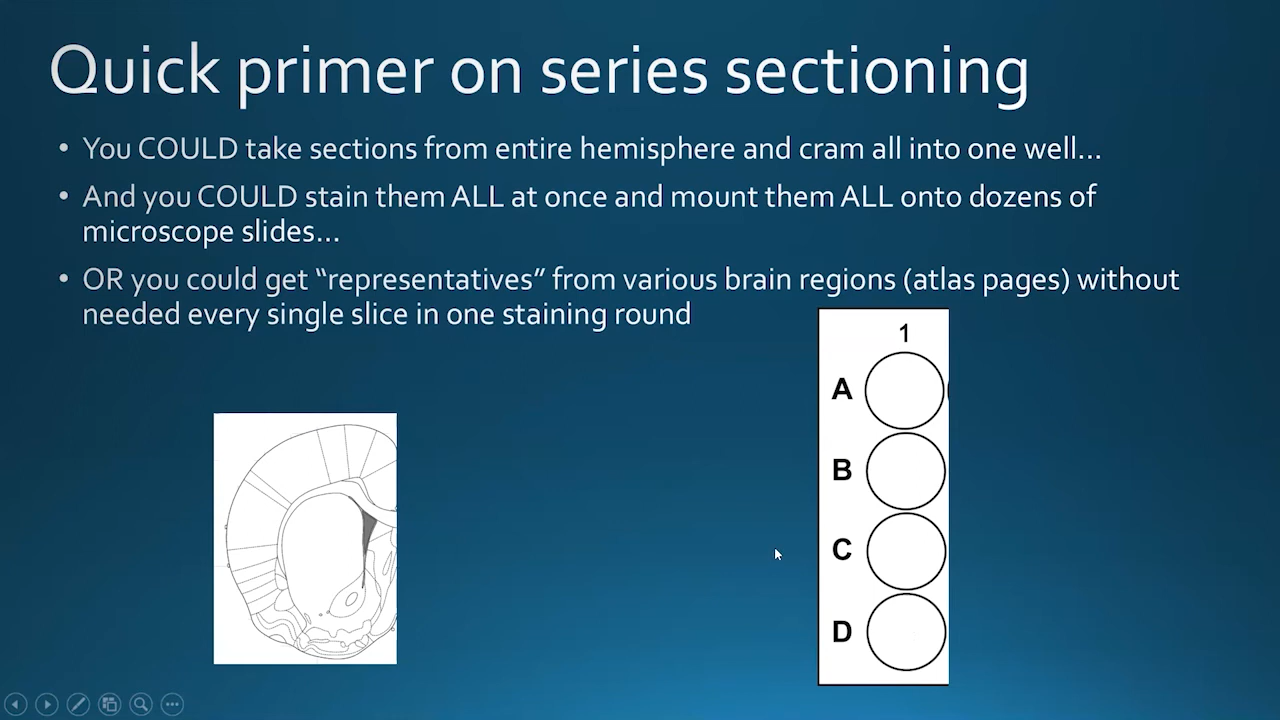 Quick primer on series sectioning
• You COULD take sections from entire hemisphere and cram all into one well...
• And you COULD stain them ALL at once and mount them ALL onto dozens of
microscope slides...
• OR you could get “representatives” from various brain regions (atlas pages) without
needed every single slice in one staining round
1
A
B
C
D